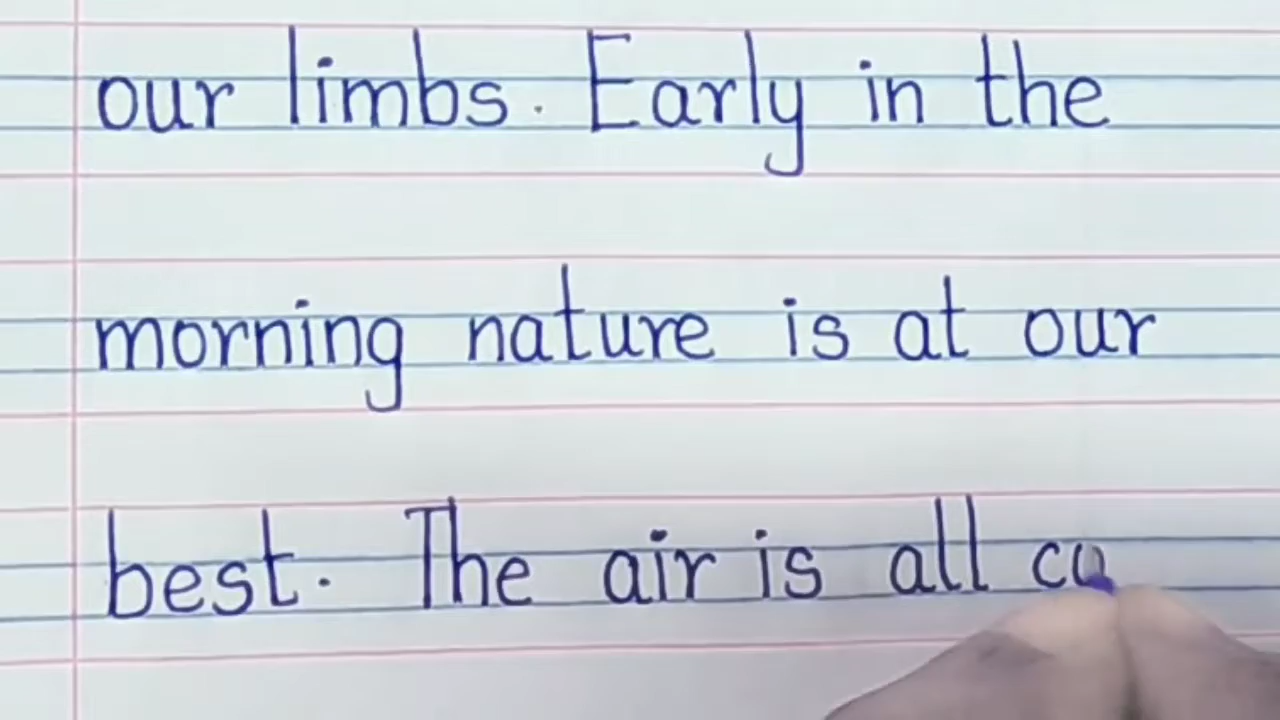 our limbs. Early in the
morning nature is at our
best. The air is all